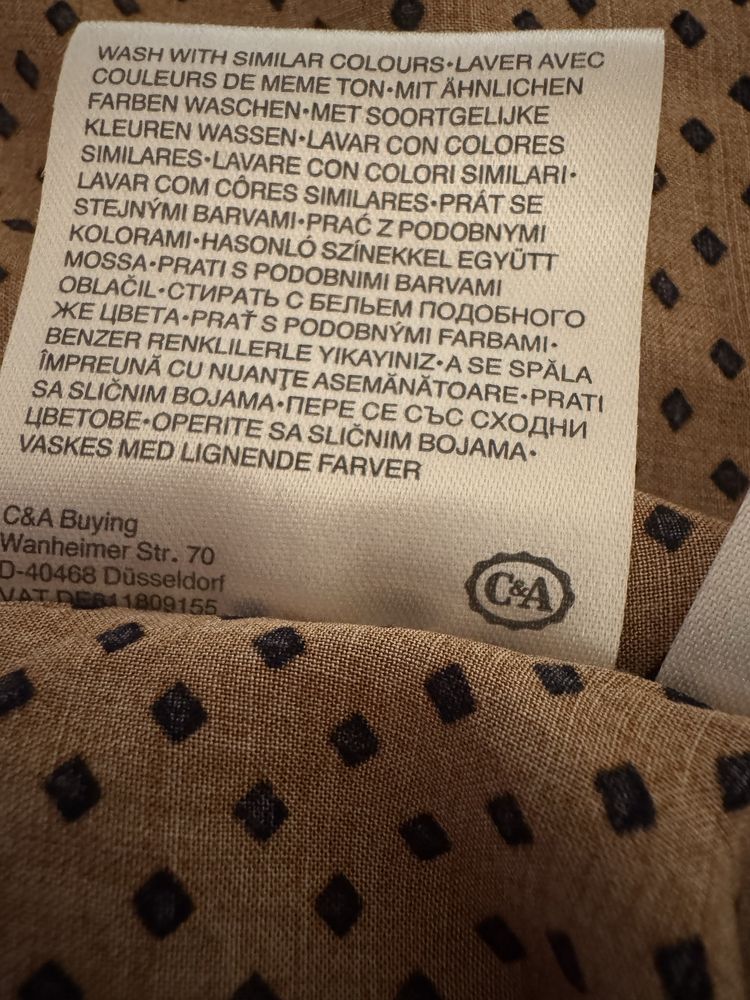 WASH WITH SIMILAR COLOURS•LAVER AVEC
COULEURS DE MEME TON•MIT ÄHNLICHEN
FARBEN WASCHEN•MET SOORTGELIJKE
KLEUREN WASSEN•LAVAR CON COLORES
SIMILARES•LAVARE CON COLORI SIMILARI•
LAVAR COM CÔRES SIMILARES•PRÁT SE
STEJNÝMI BARVAMI•PRAĆ Z PODOBNYMI
KOLORAMI•HASONLÓ SZÍNEKKEL EGYÜTT
MOSSA•PRATI S PODOBNIMI BARVAMI
OBLAČIL•СТИРАТЬ С БЕЛЬЕМ ПОДОБНОГО
ЖЕ ЦВЕТА•PRAŤ S PODOBNÝMI FARBAMI•
BENZER RENKLILERLE YIKAYINIZ•A SE SPĂLA
ÎMPREUNĂ CU NUANŢE ASEMĂNĂTOARE•PRATI
SA SLIČNIM BOJAMA•ПЕРЕ СЕ СЪС СХОДНИ
ЦВЕТОВЕ•OPERITE SA SLIČNIM BOJAMA•
VASKES MED LIGNENDE FARVER
C&A Buying
Wanheimer Str. 70
D-40468 Düsseldorf
VAT DE811809155
C&A